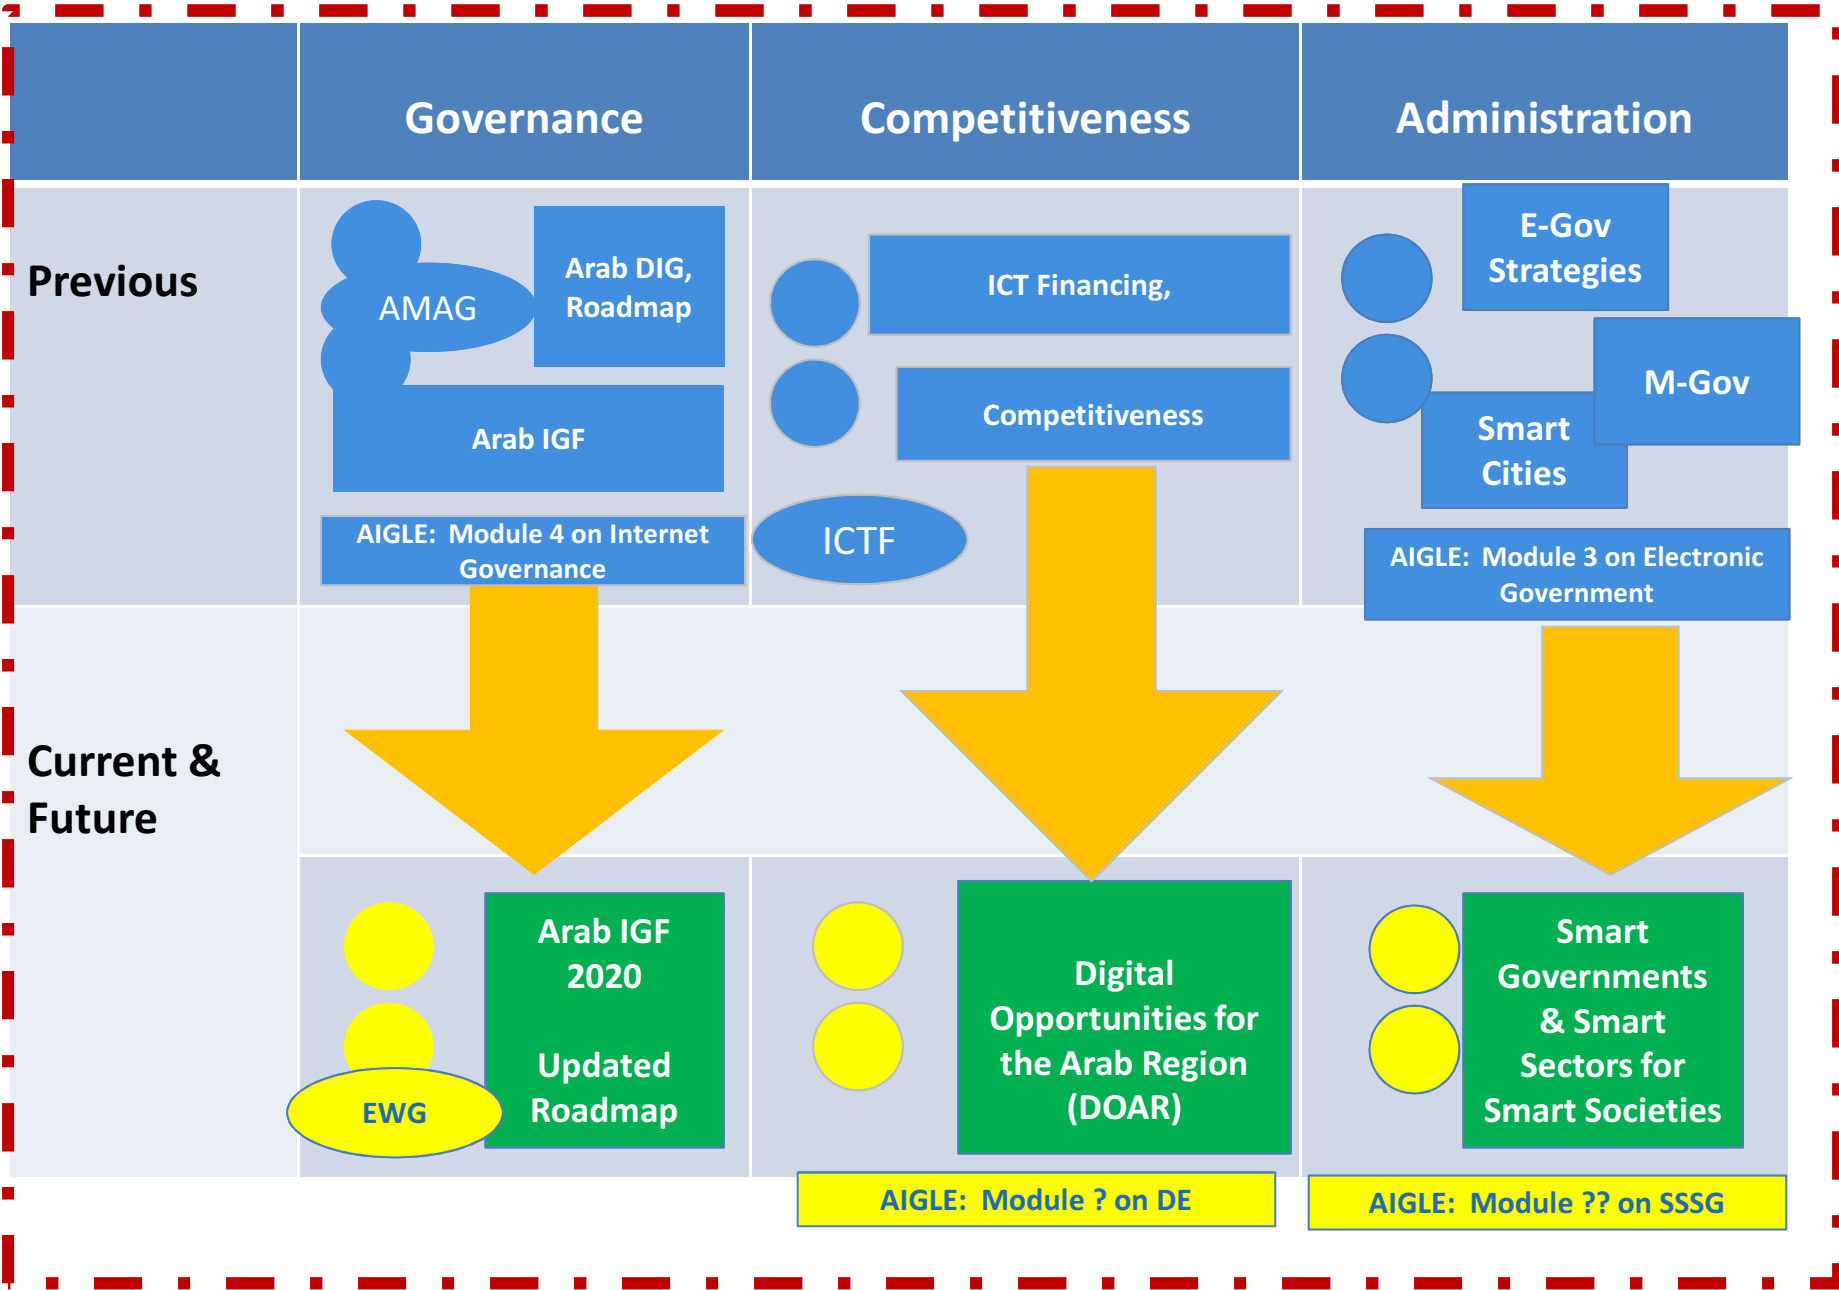 Governance
Competitiveness
Administration
Previous
AMAG
Arab DIG,
Roadmap
Arab IGF
AIGLE:  Module 4 on Internet
Governance
ICT Financing,
Competitiveness
ICTF
E-Gov
Strategies
M-Gov
Smart
Cities
AIGLE:  Module 3 on Electronic
Government
Current &
Future
EWG
Arab IGF
2020
Updated
Roadmap
Digital
Opportunities for
the Arab Region
(DOAR)
AIGLE:  Module ? on DE
Smart
Governments
& Smart
Sectors for
Smart Societies
AIGLE:  Module ?? on SSSG